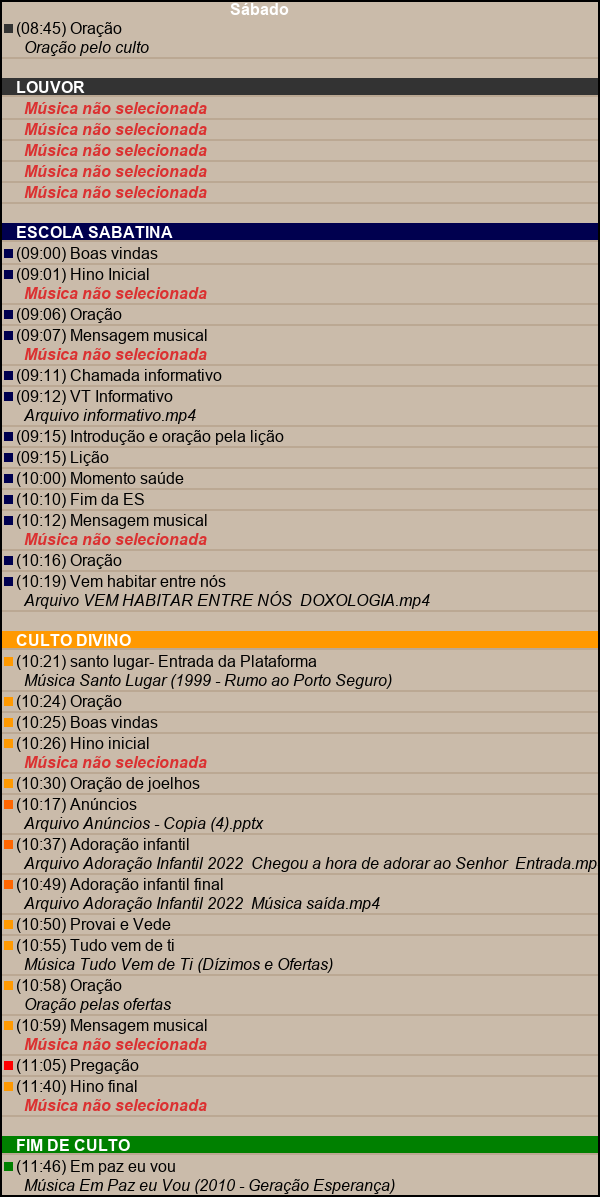 Sábado
(08:45) Oração
Oração pelo culto
LOUVOR
Música não selecionada
Música não selecionada
Música não selecionada
Música não selecionada
Música não selecionada
ESCOLA SABATINA
(09:00) Boas vindas
(09:01) Hino Inicial
Música não selecionada
(09:06) Oração
(09:07) Mensagem musical
Música não selecionada
(09:11) Chamada informativo
(09:12) VT Informativo
Arquivo informativo.mp4
(09:15) Introdução e oração pela lição
(09:15) Lição
(10:00) Momento saúde
(10:10) Fim da ES
(10:12) Mensagem musical
Música não selecionada
(10:16) Oração
(10:19) Vem habitar entre nós
Arquivo VEM HABITAR ENTRE NÓS  DOXOLOGIA.mp4
CULTO DIVINO
(10:21) santo lugar- Entrada da Plataforma
Música Santo Lugar (1999 - Rumo ao Porto Seguro)
(10:24) Oração
(10:25) Boas vindas
(10:26) Hino inicial
Música não selecionada
(10:30) Oração de joelhos
(10:17) Anúncios
Arquivo Anúncios - Copia (4).pptx
(10:37) Adoração infantil
Arquivo Adoração Infantil 2022  Chegou a hora de adorar ao Senhor  Entrada.mp
(10:49) Adoração infantil final
Arquivo Adoração Infantil 2022  Música saída.mp4
(10:50) Provai e Vede
(10:55) Tudo vem de ti
Música Tudo Vem de Ti (Dízimos e Ofertas)
(10:58) Oração
Oração pelas ofertas
(10:59) Mensagem musical
Música não selecionada
(11:05) Pregação
(11:40) Hino final
Música não selecionada
FIM DE CULTO
(11:46) Em paz eu vou
Música Em Paz eu Vou (2010 - Geração Esperança)